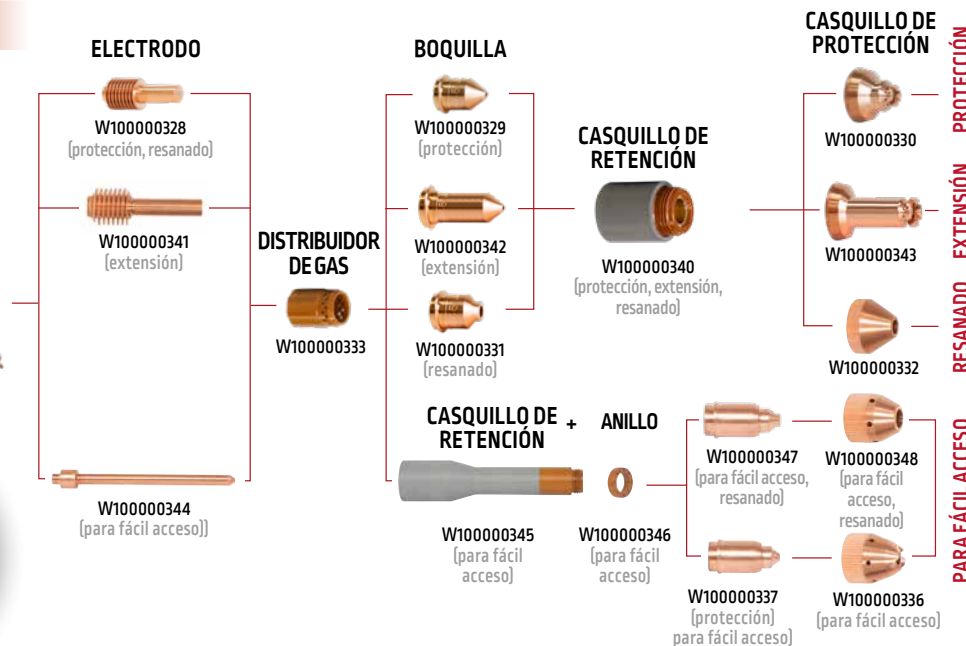 ELECTRODO
W100000328
(protección, resanado)
W100000341
(extensión)
W100000344
(para fácil acceso))
DISTRIBUIDOR
DE GAS
W100000333
BOQUILLA
W100000329
(protección)
W100000342
(extensión)
W100000331
(resanado)
CASQUILLO DE
RETENCIÓN
W100000340
(protección, extensión,
resanado)
CASQUILLO DE
PROTECCIÓN
W100000330
W100000343
W100000332
PROTECCIÓN
EXTENSIÓN
RESANADO
CASQUILLO DE
RETENCIÓN
+
ANILLO
W100000345
(para fácil
acceso)
W100000346
(para fácil
acceso)
W100000347
(para fácil acceso,
resanado)
W100000348
(para fácil
acceso,
resanado)
W100000337
(protección)
para fácil acceso)
W100000336
(para fácil acceso)
PARA FÁCIL ACCESO